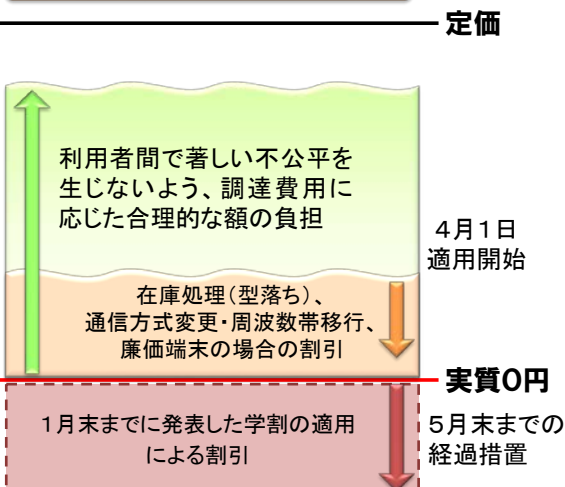 定価
利用者間で著しい不公平を
生じないよう、調達費用に
応じた合理的な額の負担
４月１日
適用開始
在庫処理（型落ち）、
通信方式変更・周波数帯移行、
廉価端末の場合の割引
実質０円
１月末までに発表した学割の適用
による割引
５月末までの
経過措置